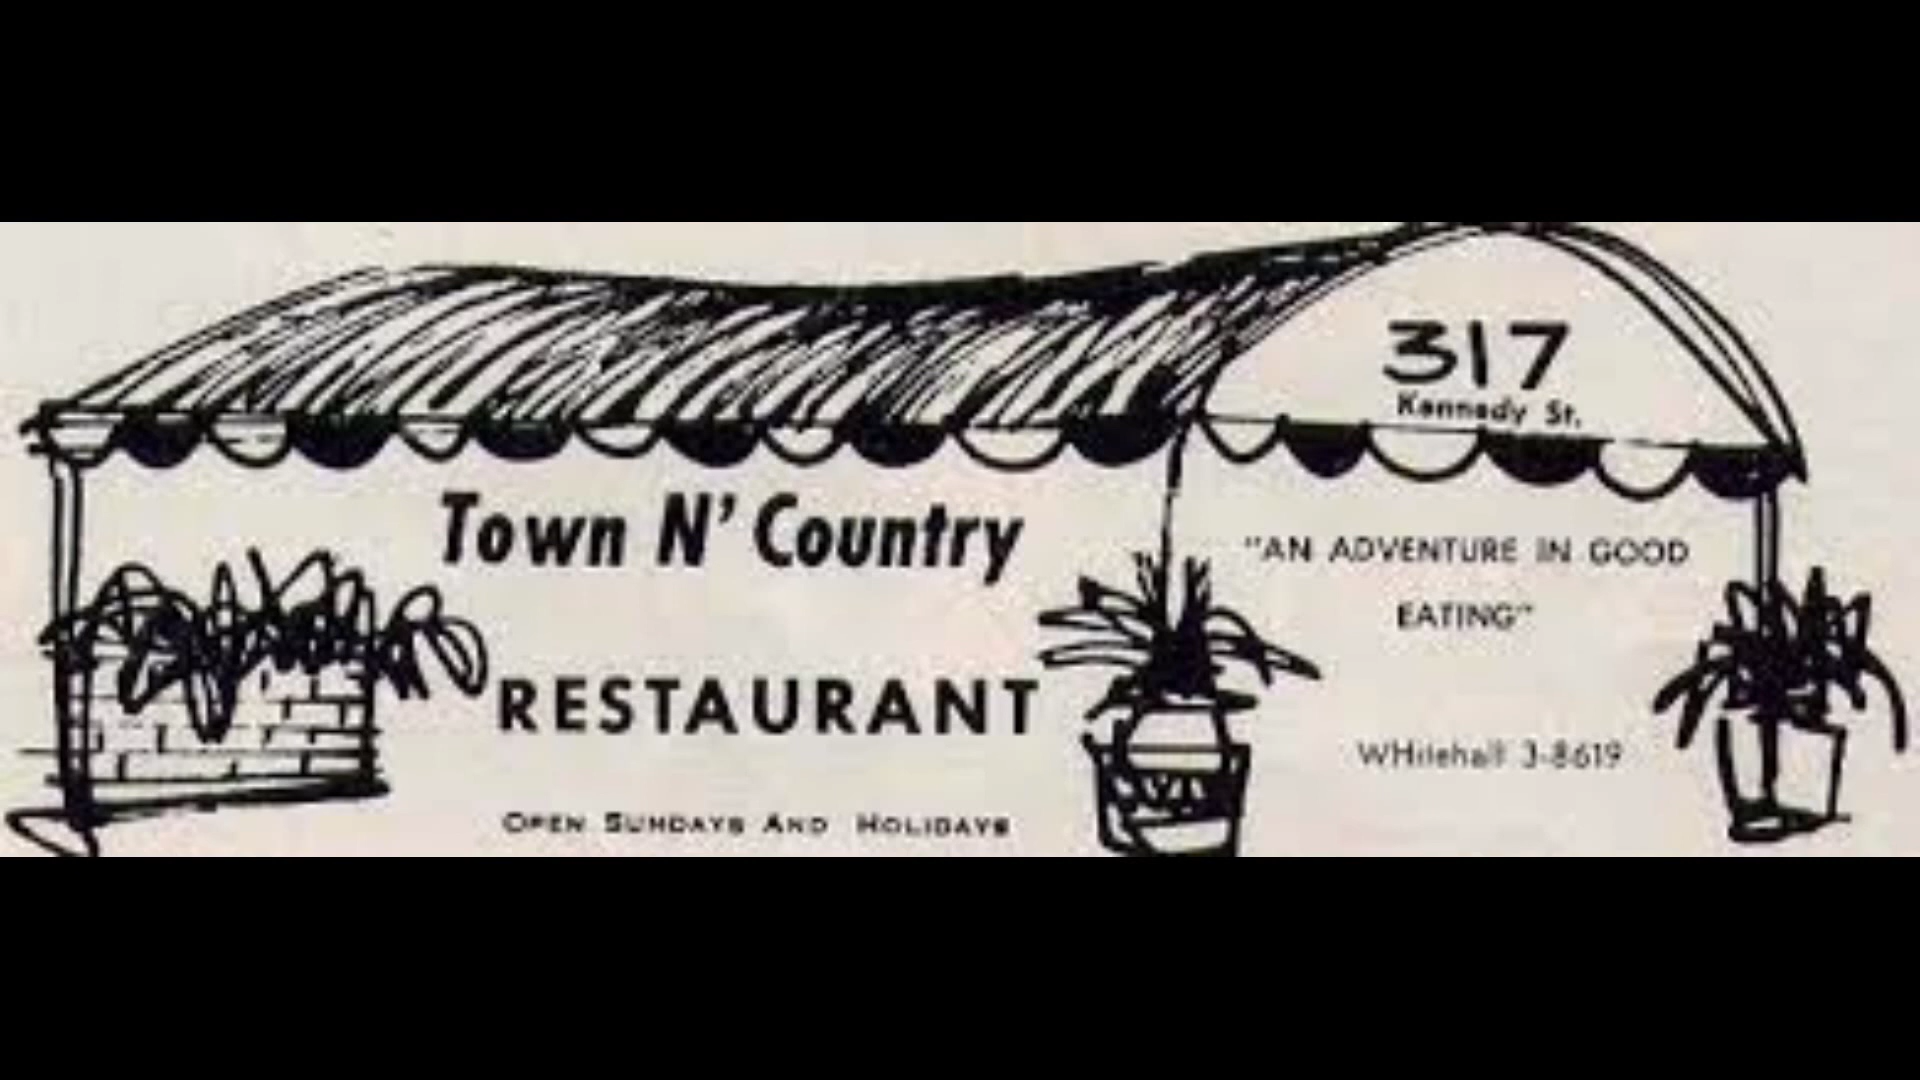 317
Kennedy St.
Town N' Country
RESTAURANT
OPEN SUNDAYS AND HOLIDAYS
"AN ADVENTURE IN GOOD
EATING"
WHitehall 3-8619